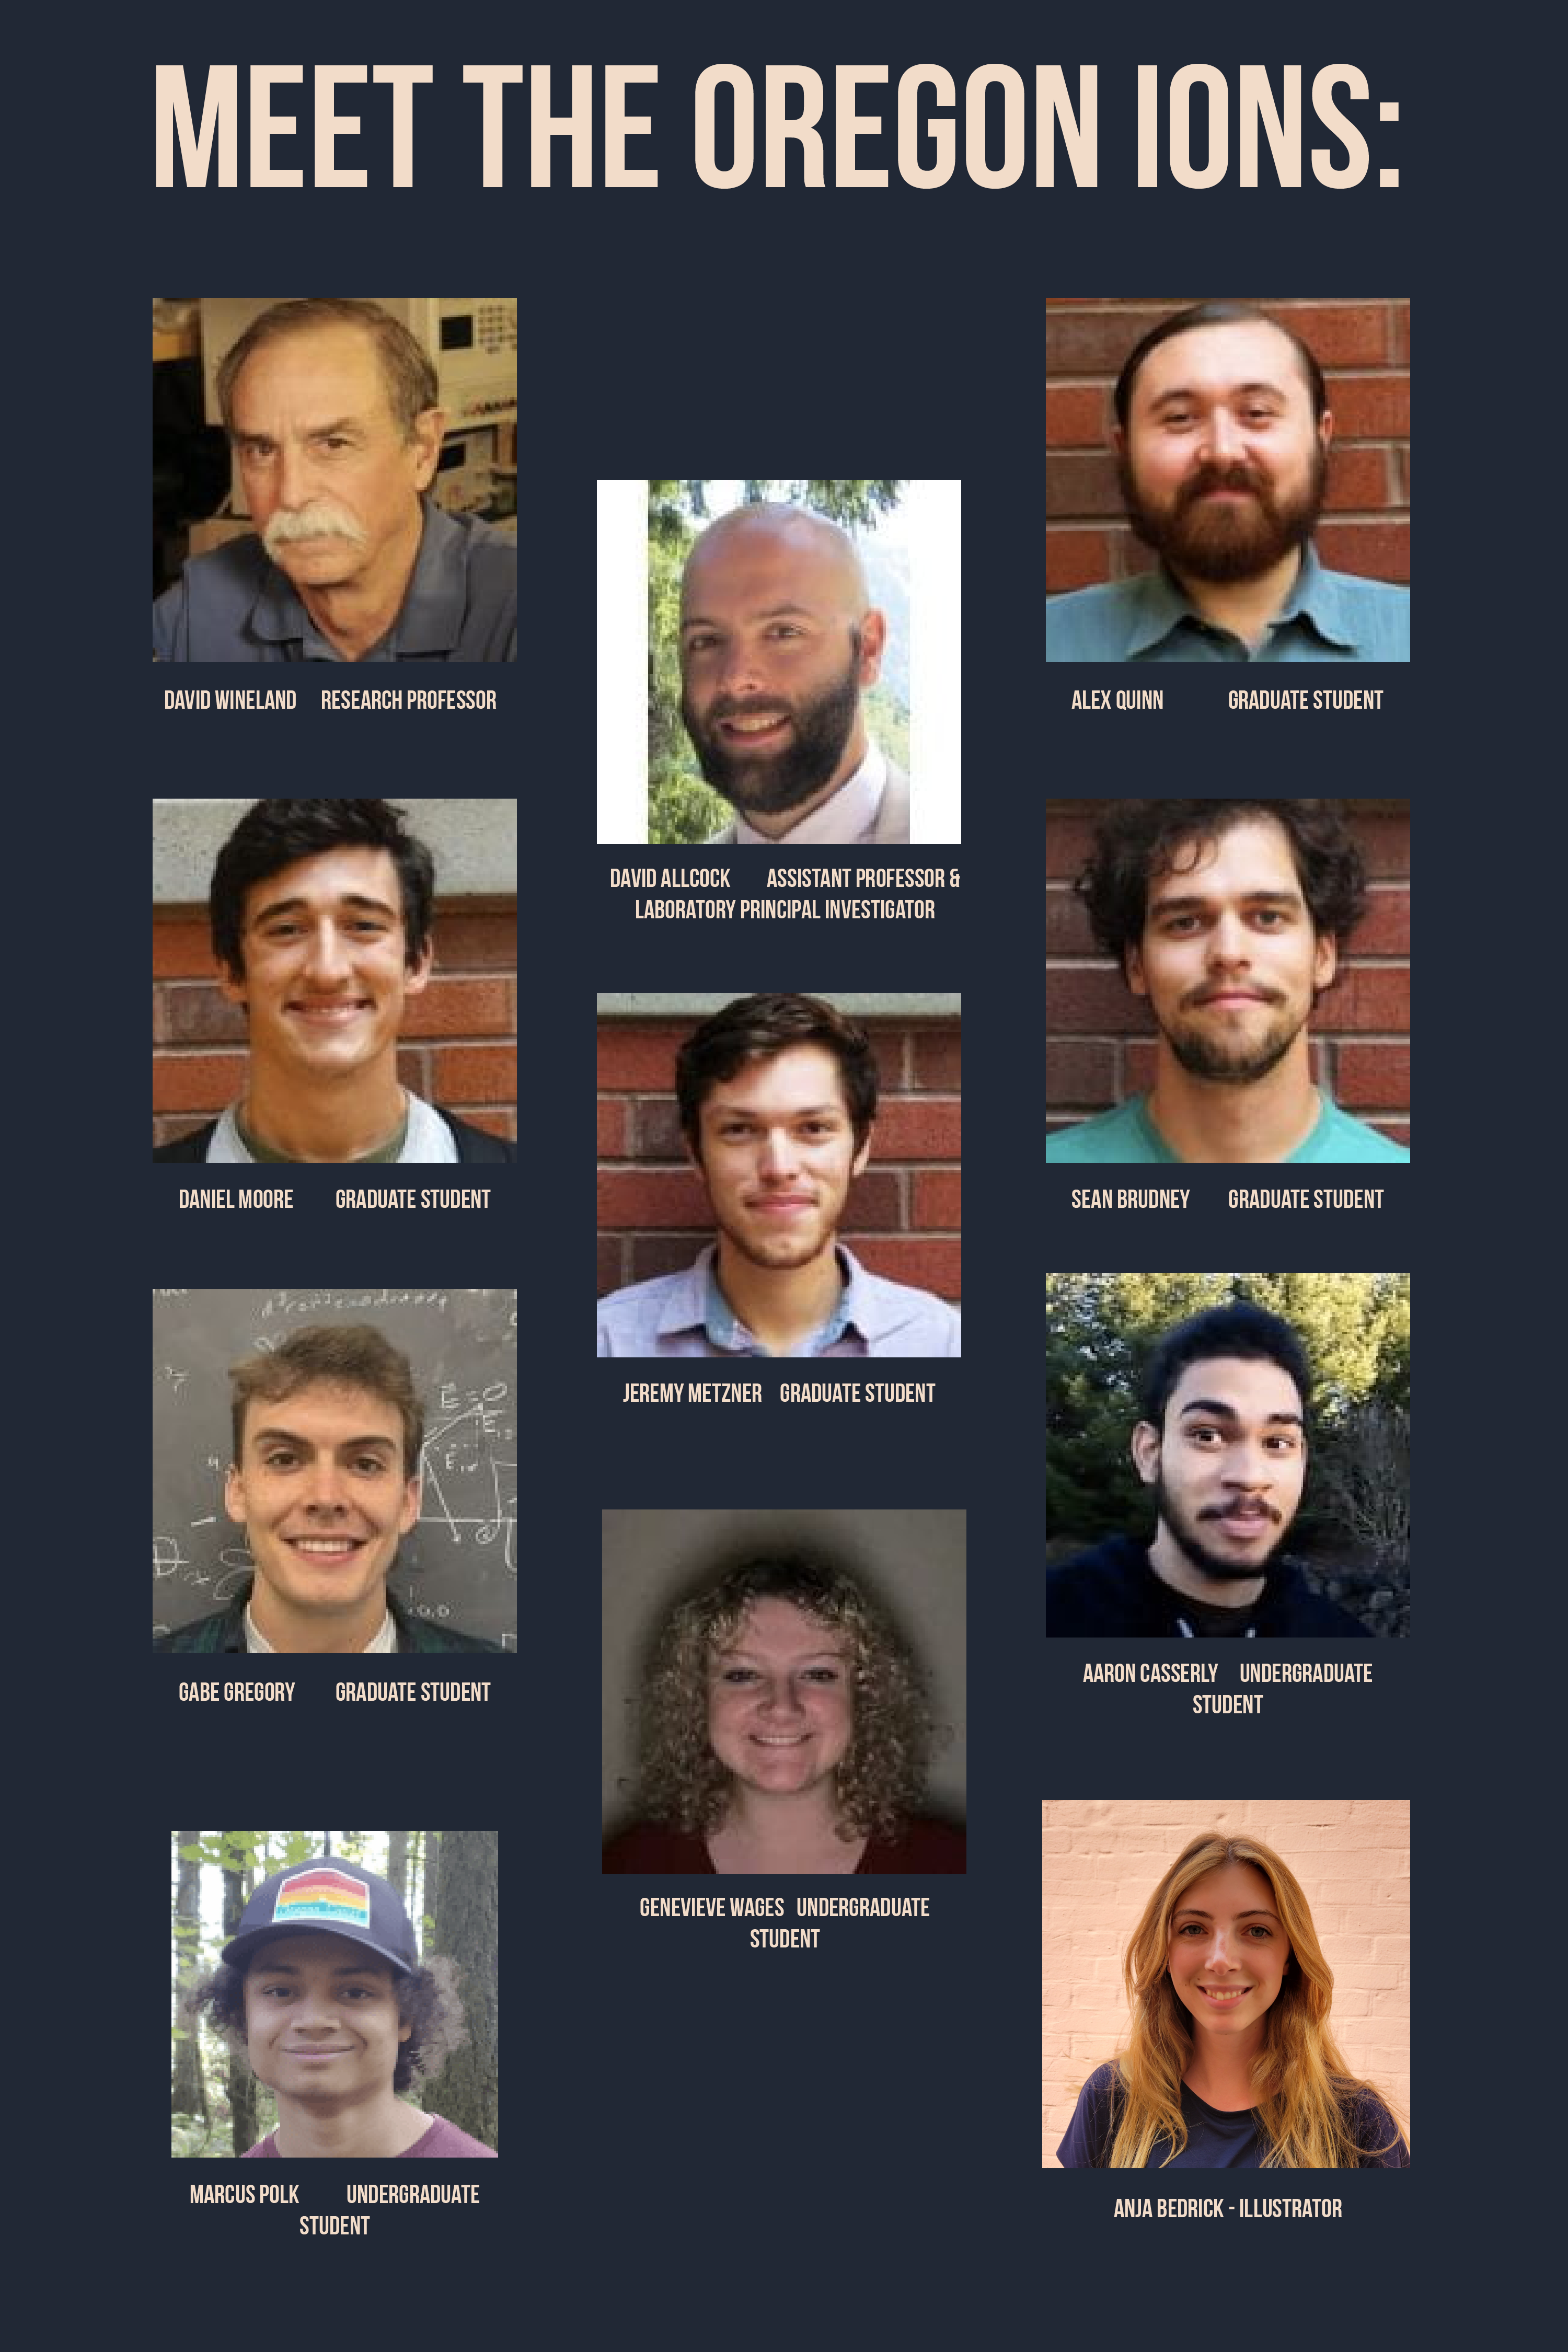 MEET THE OREGON IONS:
DAVID WINELAND RESEARCH PROFESSOR
ALEX QUINN GRADUATE STUDENT
DAVID ALLCOCK ASSISTANT PROFESSOR &
LABORATORY PRINCIPAL INVESTIGATOR
DANIEL MOORE GRADUATE STUDENT
SEAN BRUDNEY GRADUATE STUDENT
JEREMY METZNER GRADUATE STUDENT
GABE GREGORY GRADUATE STUDENT
AARON CASSERLY UNDERGRADUATE
STUDENT
GENEVIEVE WAGES UNDERGRADUATE
STUDENT
MARCUS POLK UNDERGRADUATE
STUDENT
ANJA BEDRICK - ILLUSTRATOR